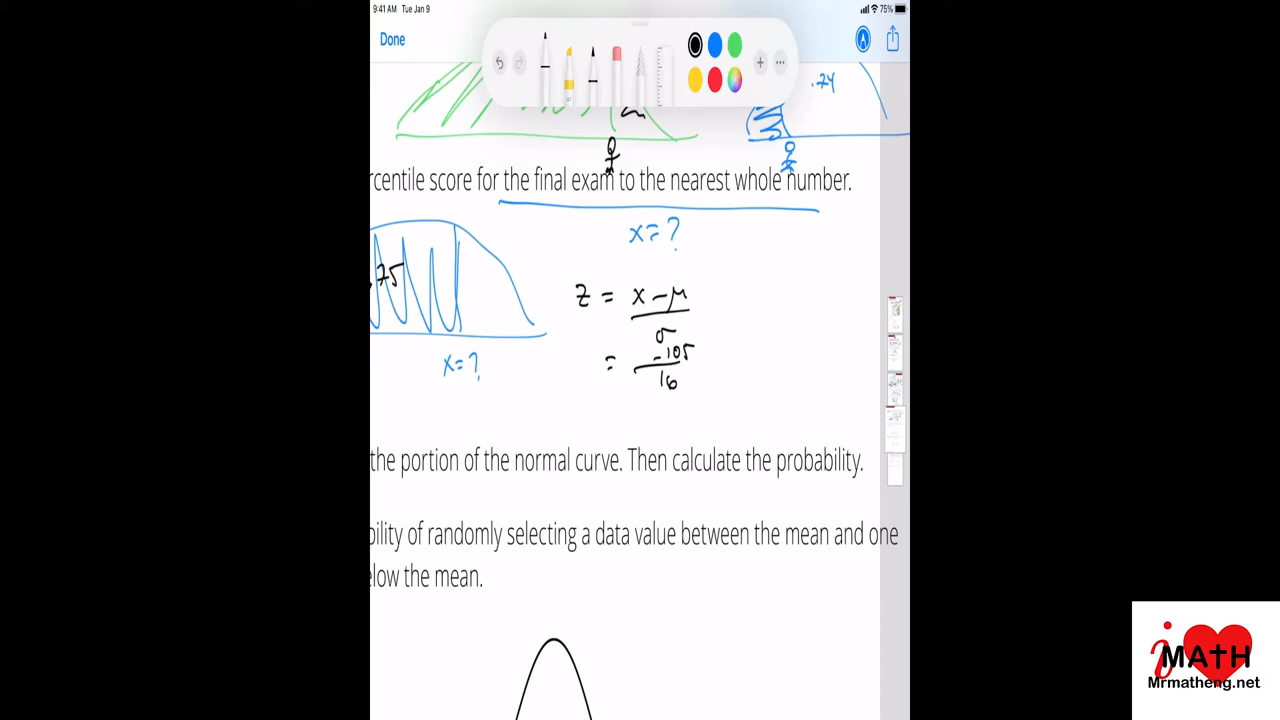 9:41 AM Tue Jan 9
75%
Done
.74
rcentile score for the final exam to the nearest whole number.
x=?
.75
z = x-μ
σ
x=?
= -105
16
the portion of the normal curve. Then calculate the probability.
bility of randomly selecting a data value between the mean and one
elow the mean.
i MATH
Mrmatheng.net